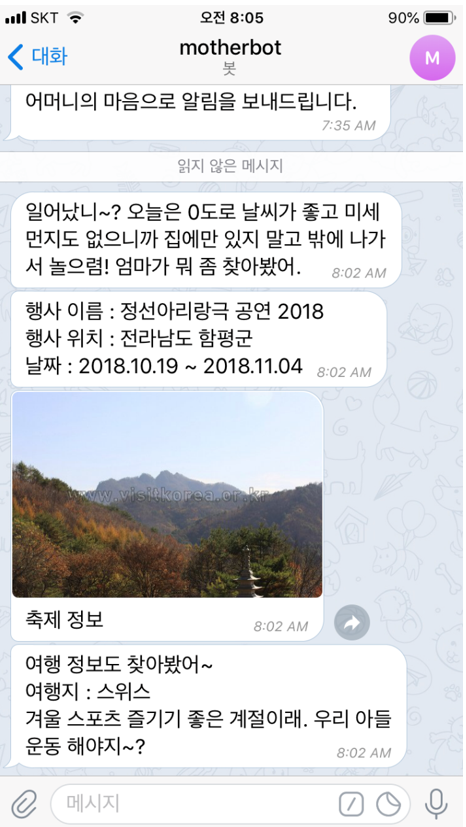 SKT 오전 8:05 90%
대화 motherbot M
봇
어머니의 마음으로 알림을 보내드립니다.
7:35 AM
읽지 않은 메시지
일어났니~? 오늘은 0도로 날씨가 좋고 미세
먼지도 없으니까 집에만 있지 말고 밖에 나가
서 놀으렴! 엄마가 뭐 좀 찾아봤어. 8:02 AM
행사 이름 : 정선아리랑극 공연 2018
행사 위치 : 전라남도 함평군
날짜 : 2018.10.19 ~ 2018.11.04 8:02 AM
www.visitkorea.or.kr
축제 정보 8:02 AM
여행 정보도 찾아봤어~
여행지 : 스위스
겨울 스포츠 즐기기 좋은 계절이래. 우리 아들
운동 해야지~? 8:02 AM
메시지